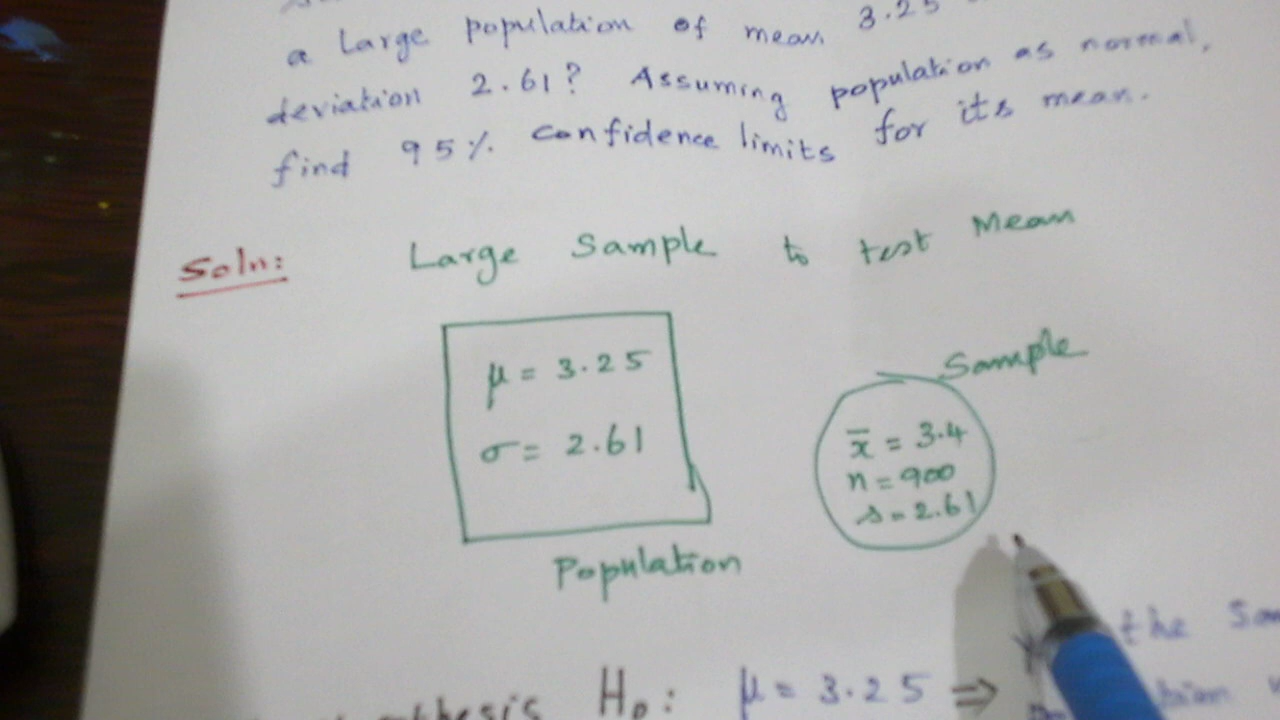 a large population of mean 3.25
deviation 2.61? Assuming population as normal,
find 95% confidence limits for its mean.
Soln: Large Sample to test Mean
μ = 3.25
σ = 2.61
Population
Sample
x̄ = 3.4
n = 900
s = 2.61
the
H₀: μ = 3.25 ⇒